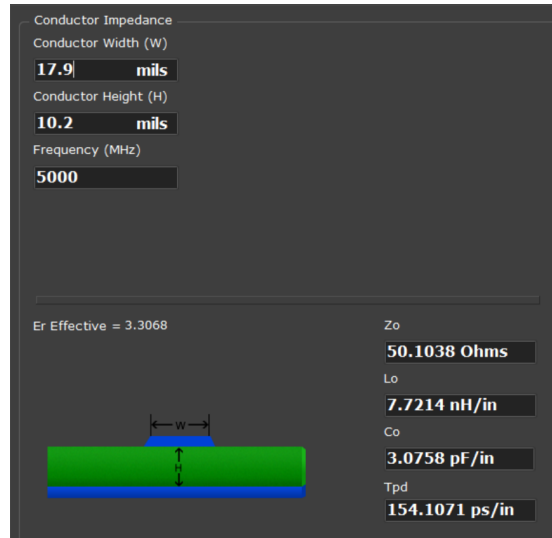 Conductor Impedance
Conductor Width (W)
17.9 mils
Conductor Height (H)
10.2 mils
Frequency (MHz)
5000
Er Effective = 3.3068
Zo
50.1038 Ohms
Lo
7.7214 nH/in
Co
3.0758 pF/in
Tpd
154.1071 ps/in
W
H